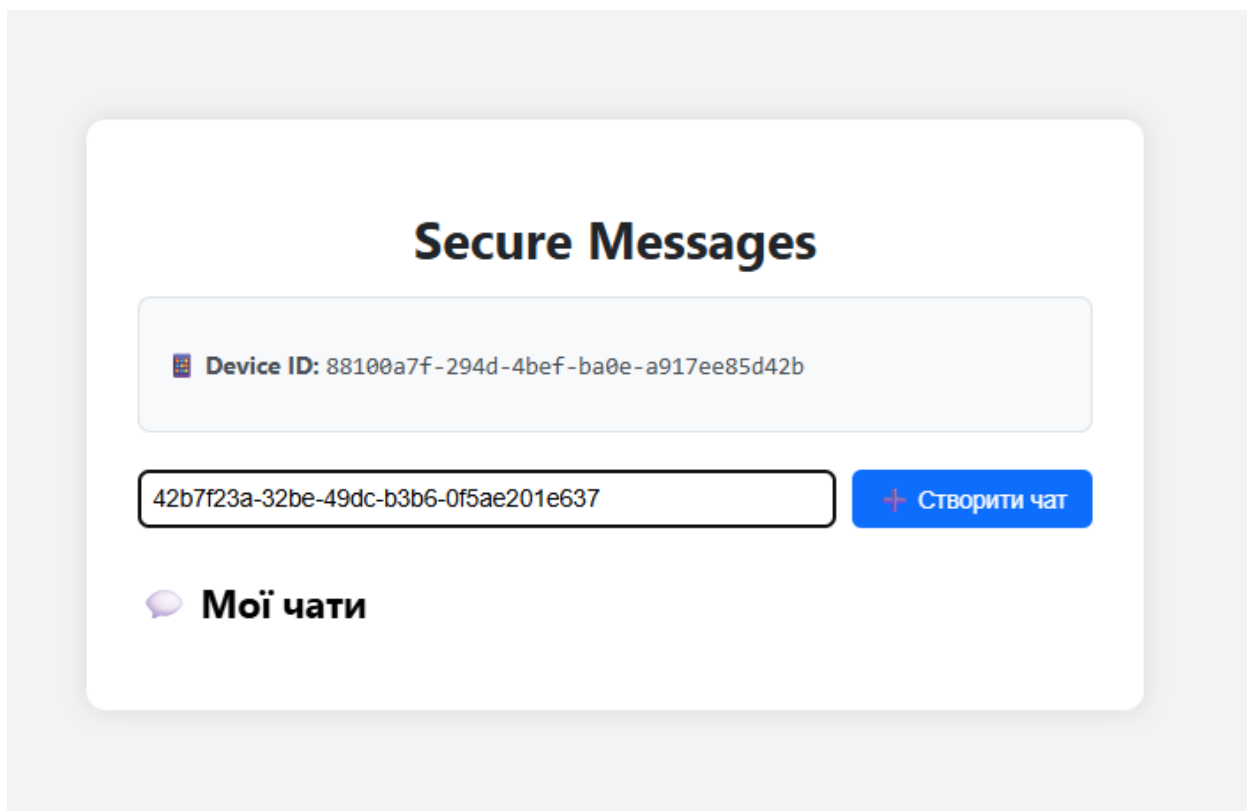 Secure Messages
Device ID: 88100a7f-294d-4bef-ba0e-a917ee85d42b
42b7f23a-32be-49dc-b3b6-0f5ae201e637
Створити чат
Мої чати